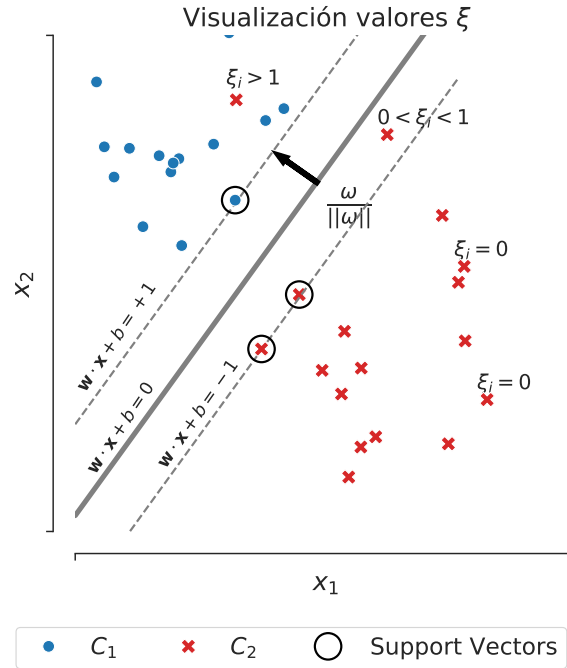 Visualización valores ξ
ξᵢ > 1
0 < ξᵢ < 1
ω
||ω||
ξᵢ = 0
ξᵢ = 0
w · x + b = +1
w · x + b = 0
w · x + b = −1
x₂
x₁
C₁
C₂
Support Vectors